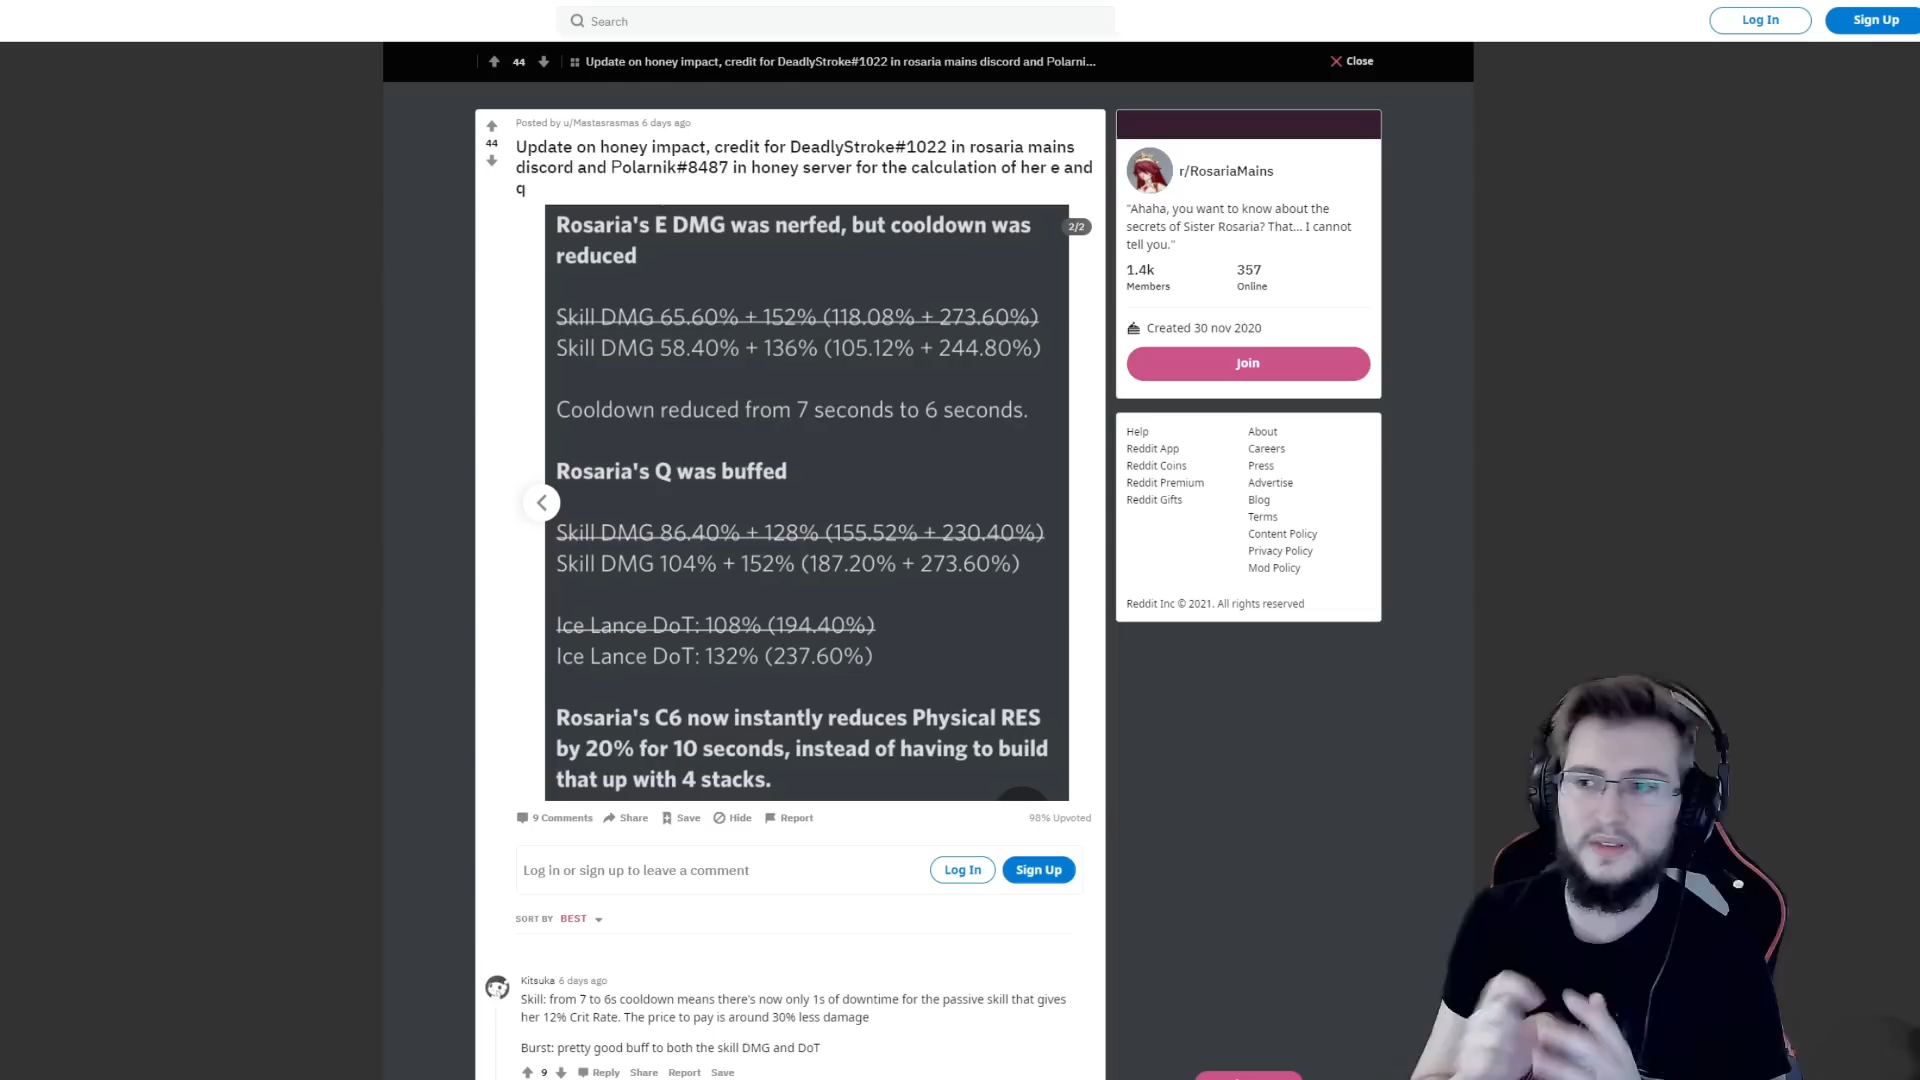 Search
Log In
Sign Up
44
Update on honey impact, credit for DeadlyStroke#1022 in rosaria mains discord and Polarni...
Close
Posted by u/Mastasrasmas 6 days ago
44
Update on honey impact, credit for DeadlyStroke#1022 in rosaria mains
discord and Polarnik#8487 in honey server for the calculation of her e and
q
2/2
Rosaria's E DMG was nerfed, but cooldown was
reduced
Skill DMG 65.60% + 152% (118.08% + 273.60%)
Skill DMG 58.40% + 136% (105.12% + 244.80%)
Cooldown reduced from 7 seconds to 6 seconds.
Rosaria's Q was buffed
Skill DMG 86.40% + 128% (155.52% + 230.40%)
Skill DMG 104% + 152% (187.20% + 273.60%)
Ice Lance DoT: 108% (194.40%)
Ice Lance DoT: 132% (237.60%)
Rosaria's C6 now instantly reduces Physical RES
by 20% for 10 seconds, instead of having to build
that up with 4 stacks.
9 Comments
Share
Save
Hide
Report
98% Upvoted
Log in or sign up to leave a comment
Log In
Sign Up
SORT BY BEST
Kitsuka 6 days ago
Skill: from 7 to 6s cooldown means there's now only 1s of downtime for the passive skill that gives
her 12% Crit Rate. The price to pay is around 30% less damage
Burst: pretty good buff to both the skill DMG and DoT
9
Reply
Share
Report
Save
r/RosariaMains
"Ahaha, you want to know about the
secrets of Sister Rosaria? That... I cannot
tell you."
1.4k
Members
357
Online
Created 30 nov 2020
Join
Help
Reddit App
Reddit Coins
Reddit Premium
Reddit Gifts
About
Careers
Press
Advertise
Blog
Terms
Content Policy
Privacy Policy
Mod Policy
Reddit Inc © 2021. All rights reserved